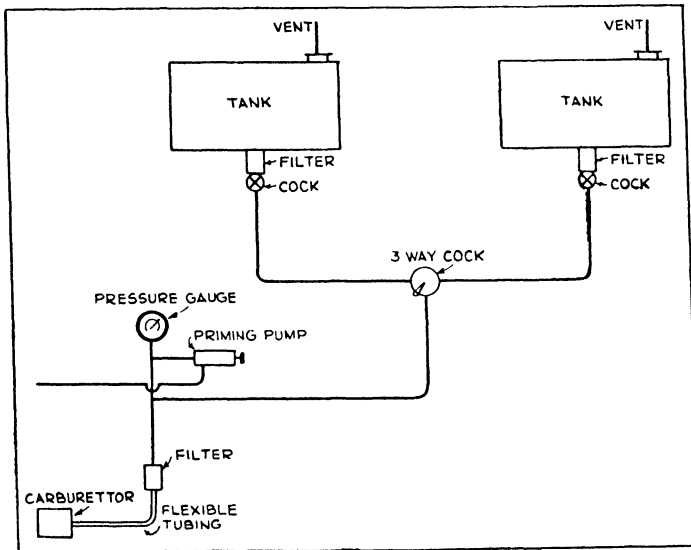 VENT
VENT
TANK
TANK
FILTER
COCK
FILTER
COCK
3 WAY COCK
PRESSURE GAUGE
PRIMING PUMP
FILTER
CARBURETTOR
FLEXIBLE
TUBING